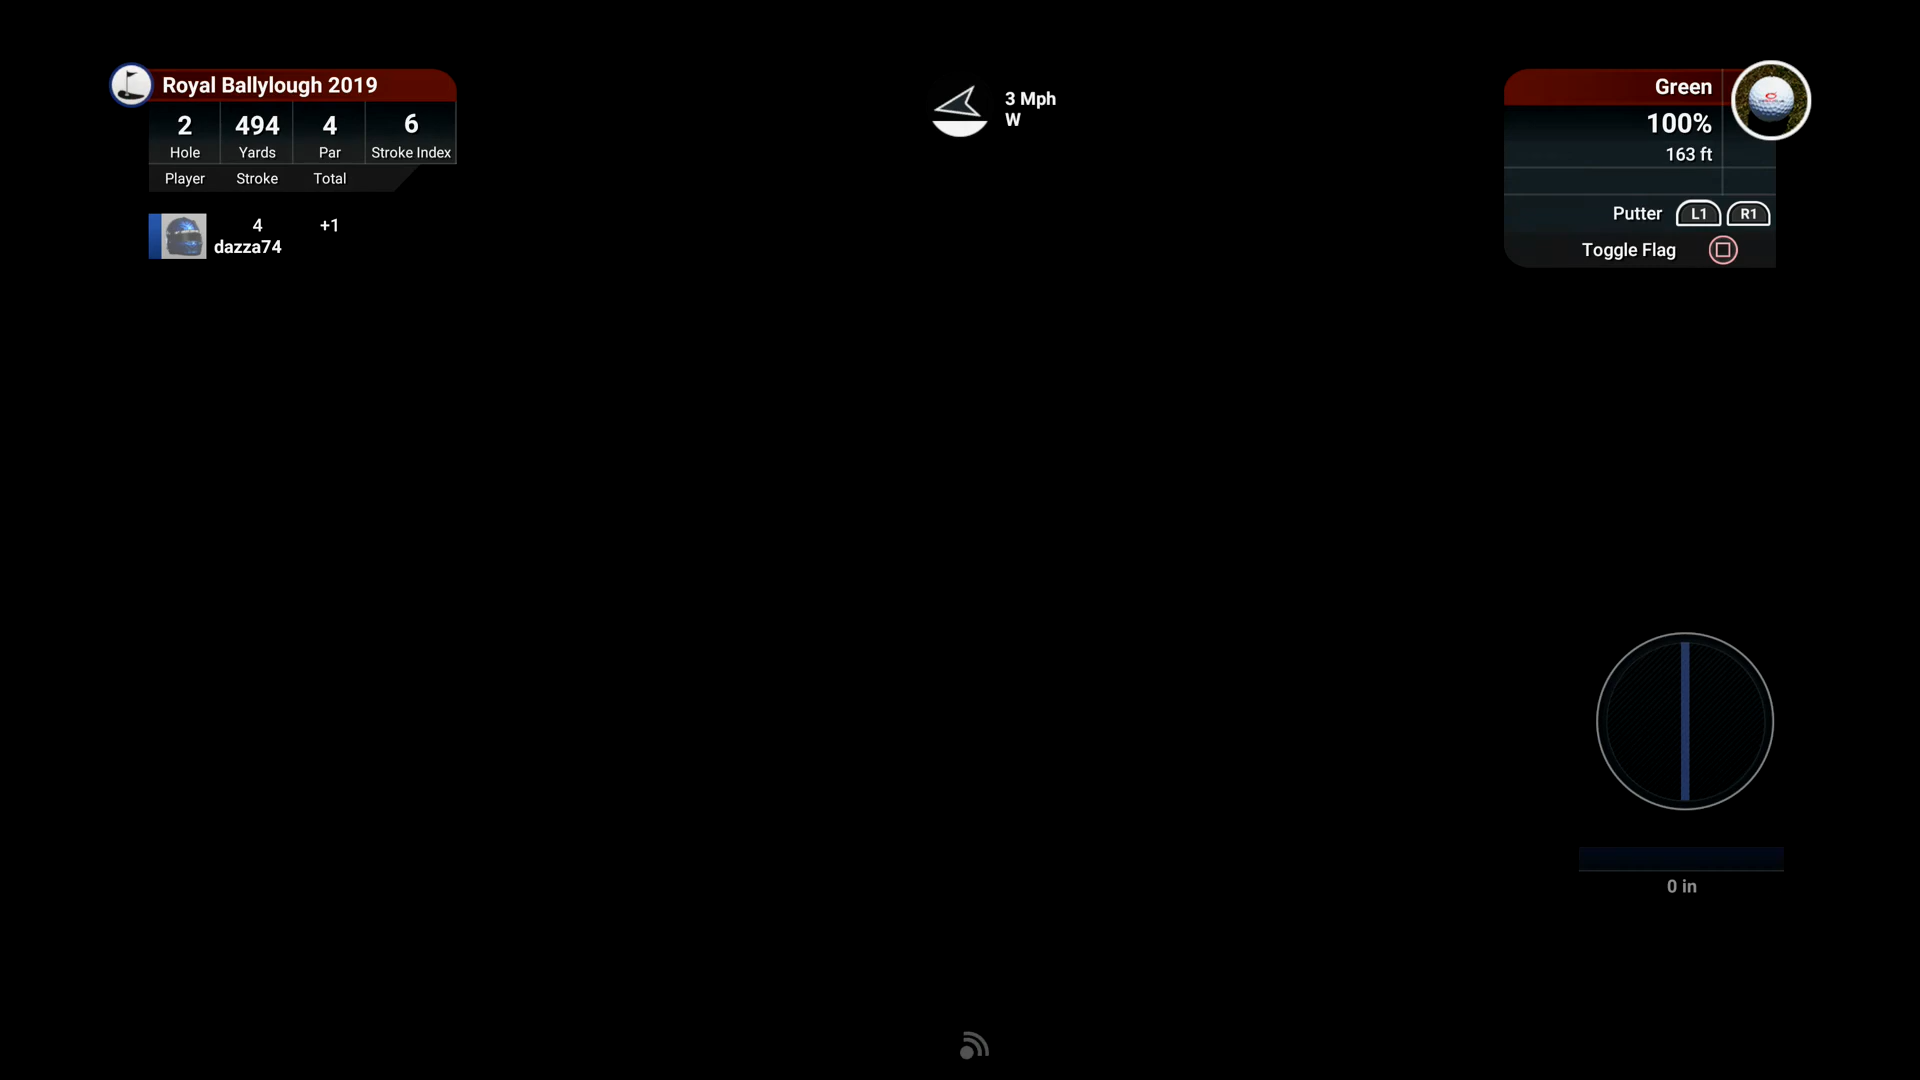 Royal Ballylough 2019
2 494 4 6
Hole Yards Par Stroke Index
Player Stroke Total
4 +1
dazza74
3 Mph
W
Green
100%
163 ft
Putter L1 R1
Toggle Flag
0 in